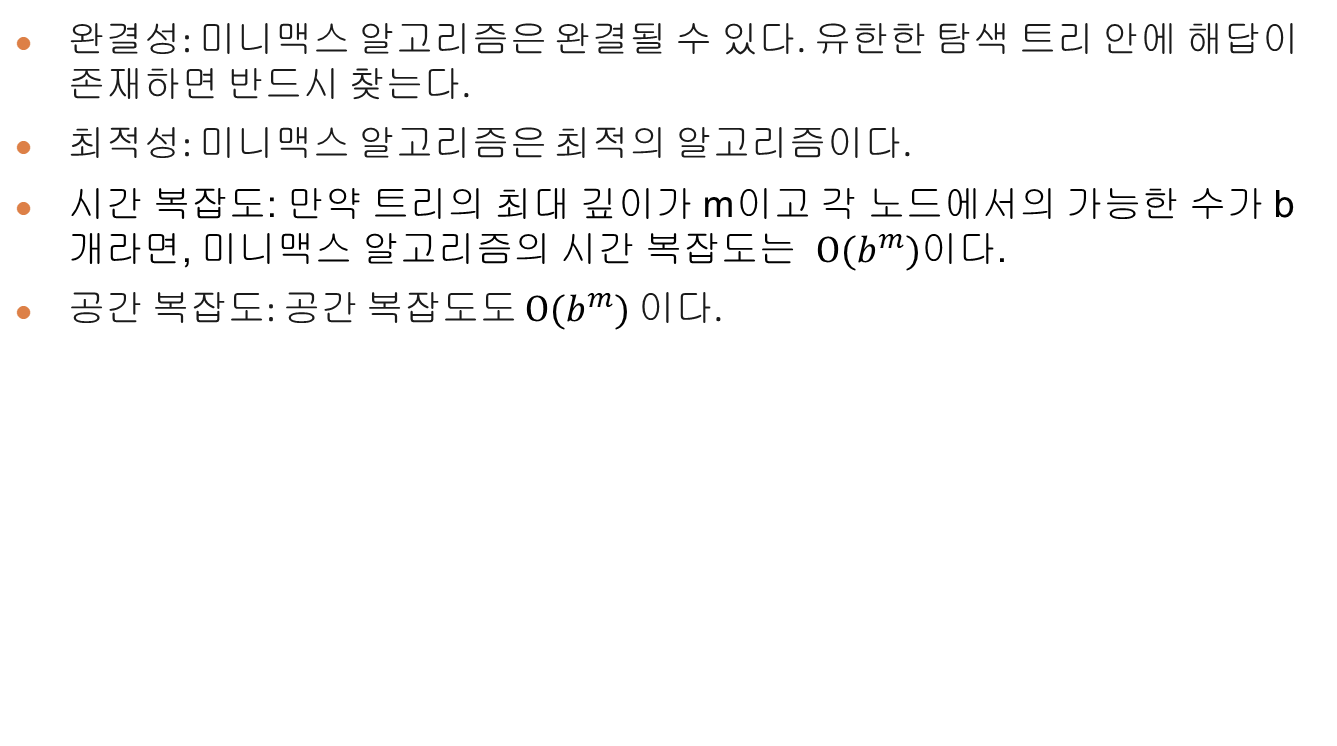 • 완결성: 미니맥스 알고리즘은 완결될 수 있다. 유한한 탐색 트리 안에 해답이
존재하면 반드시 찾는다.
• 최적성: 미니맥스 알고리즘은 최적의 알고리즘이다.
• 시간 복잡도: 만약 트리의 최대 깊이가 m이고 각 노드에서의 가능한 수가 b
개라면, 미니맥스 알고리즘의 시간 복잡도는 O(b^m)이다.
• 공간 복잡도: 공간 복잡도도 O(b^m) 이다.